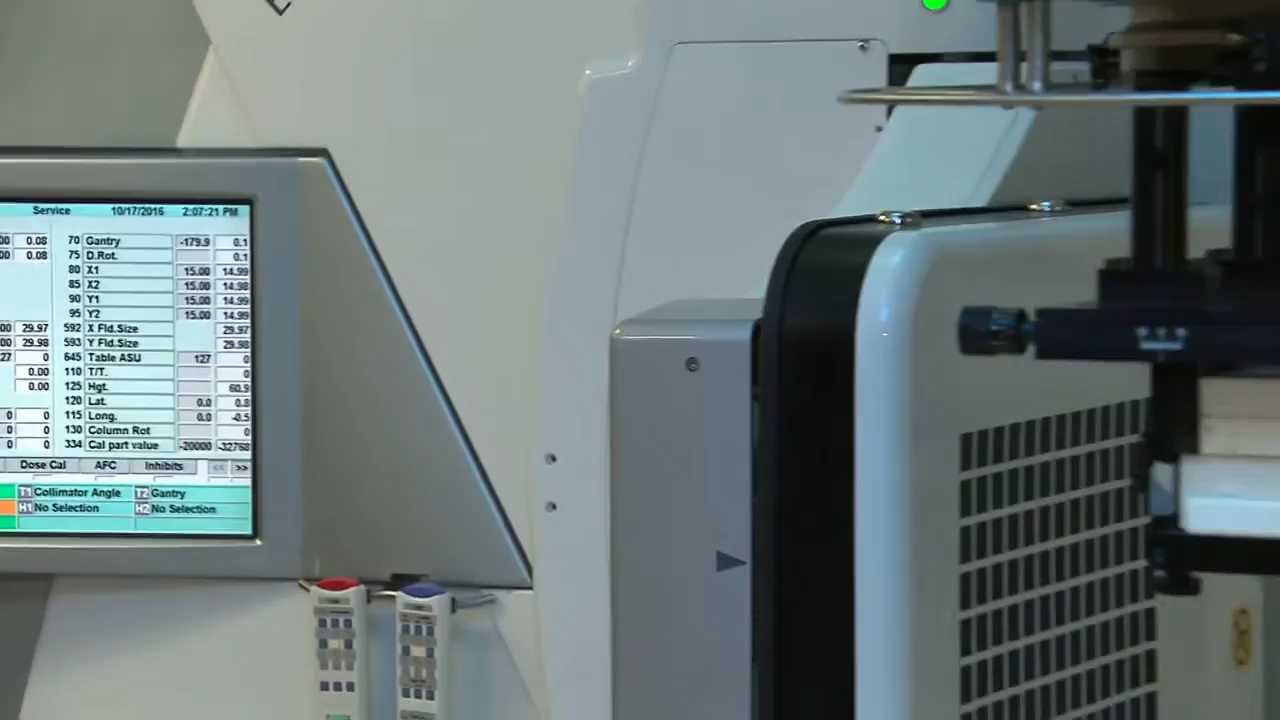 Service 10/17/2016 2:07:21 PM
00 0.08 70 Gantry -179.9 0.1
00 0.08 75 D.Rot. 0.1
80 X1 15.00 14.99
85 X2 15.00 14.98
90 Y1 15.00 14.99
95 Y2 15.00 14.98
00 29.97 592 X Fld.Size 29.97
00 29.98 593 Y Fld.Size 29.98
27 0 645 Table ASU 127 0
0.00 110 T/T. 0
0.00 125 Hgt. 60.9
120 Lat. 0.0 0.8
0 0 115 Long. 0.0 -0.5
0 0 130 Column Rot 0
0 0 334 Cal part value -20000 -32768
Dose Cal AFC Inhibits << >>
T1 Collimator Angle T2 Gantry
H1 No Selection H2 No Selection